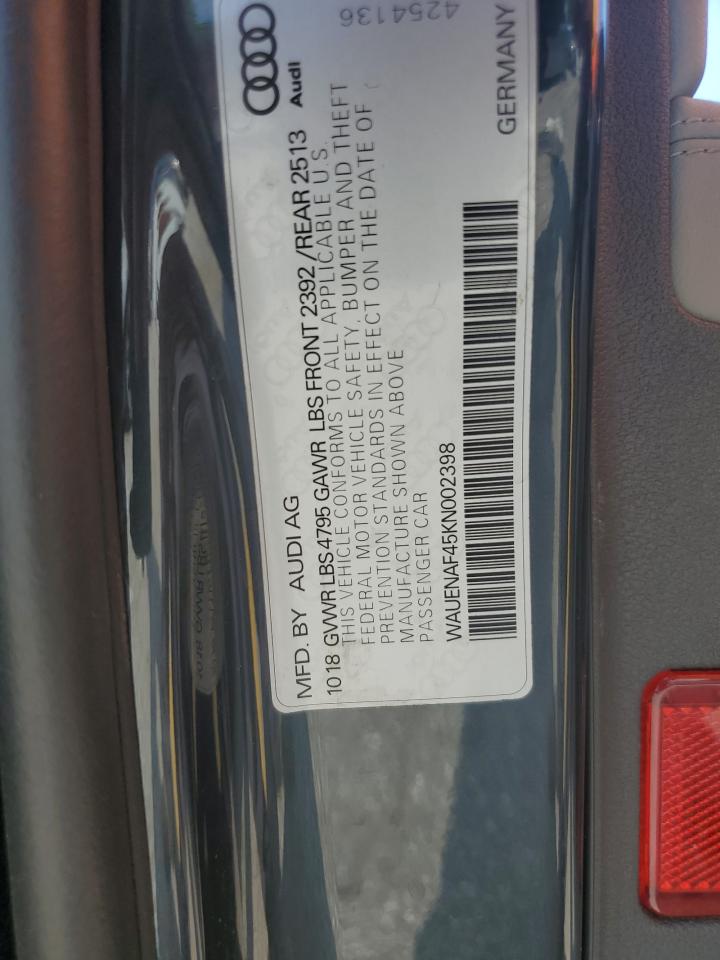 MFD. BY AUDI AG
Audi
1018 GVWR LBS4795 GAWR LBS FRONT 2392/REAR 2513
THIS VEHICLE CONFORMS TO ALL APPLICABLE U.S.
FEDERAL MOTOR VEHICLE SAFETY, BUMPER AND THEFT
PREVENTION STANDARDS IN EFFECT ON THE DATE OF
MANUFACTURE SHOWN ABOVE
PASSENGER CAR
4254136
WAUENAF45KN002398
GERMANY